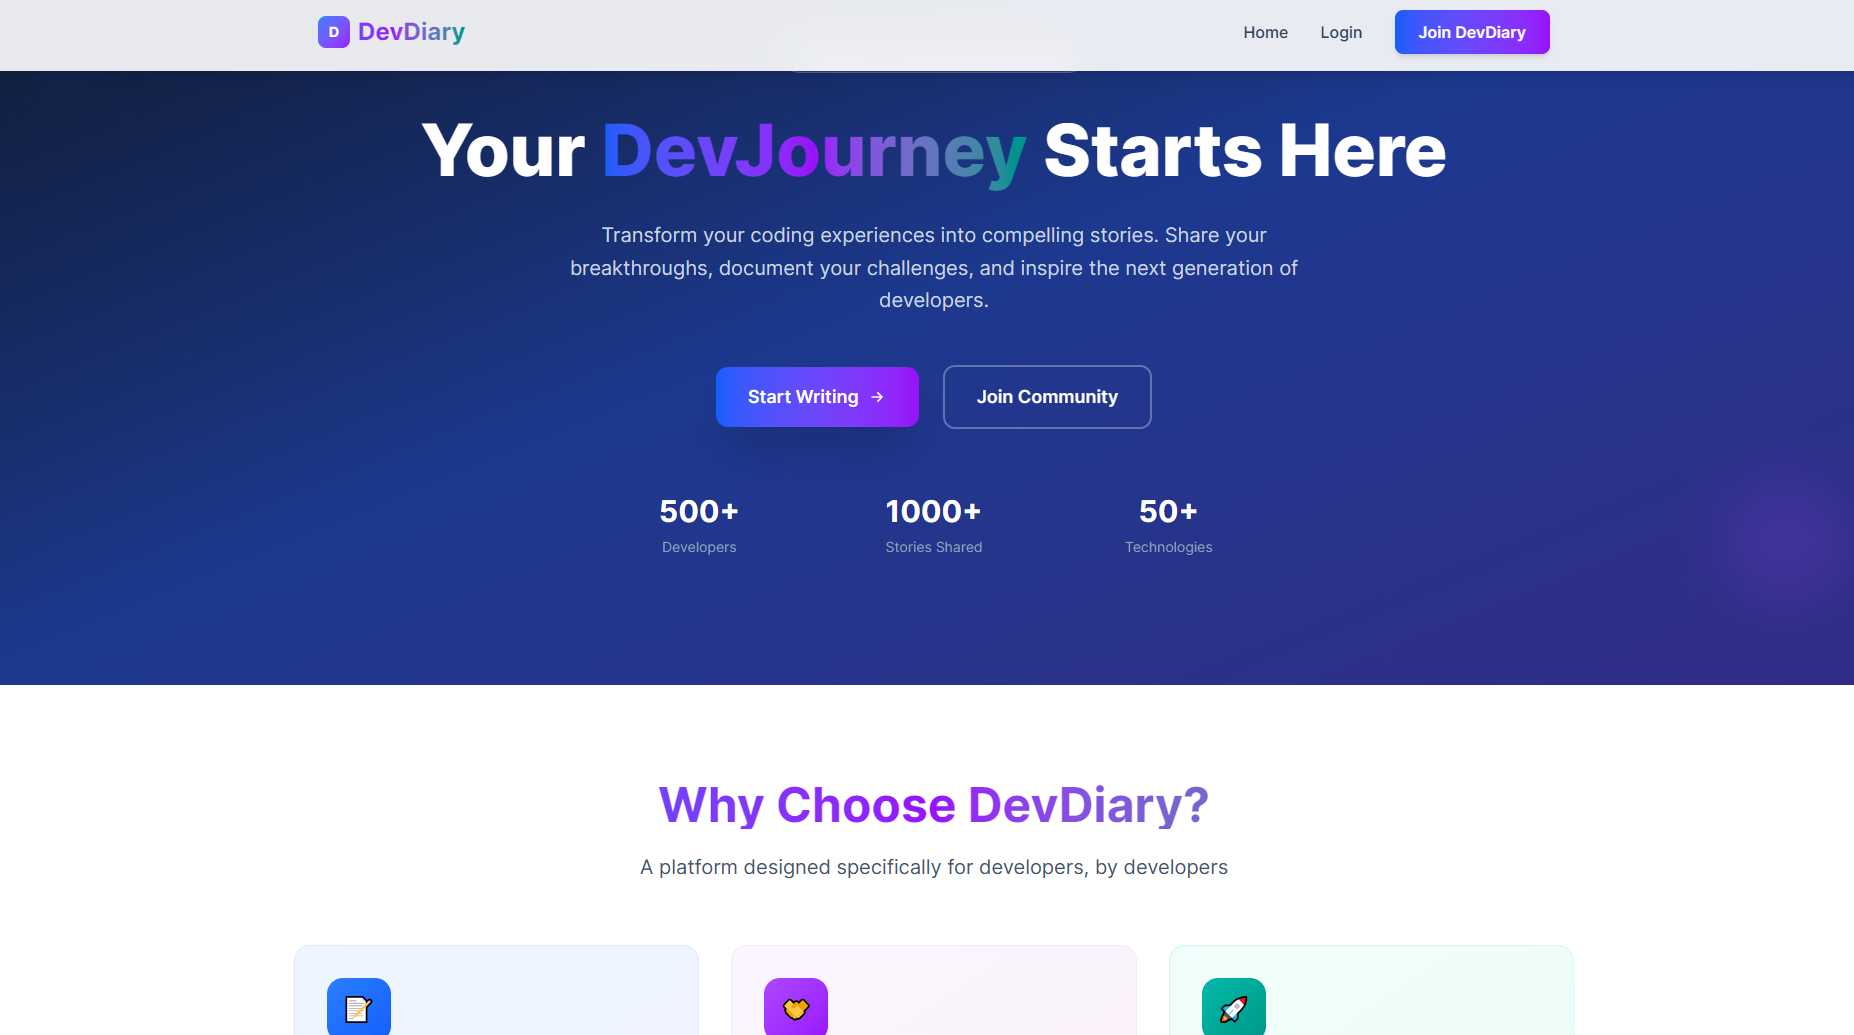 D DevDiary
Home Login Join DevDiary
Your DevJourney Starts Here
Transform your coding experiences into compelling stories. Share your
breakthroughs, document your challenges, and inspire the next generation of
developers.
Start Writing → Join Community
500+ 1000+ 50+
Developers Stories Shared Technologies
Why Choose DevDiary?
A platform designed specifically for developers, by developers